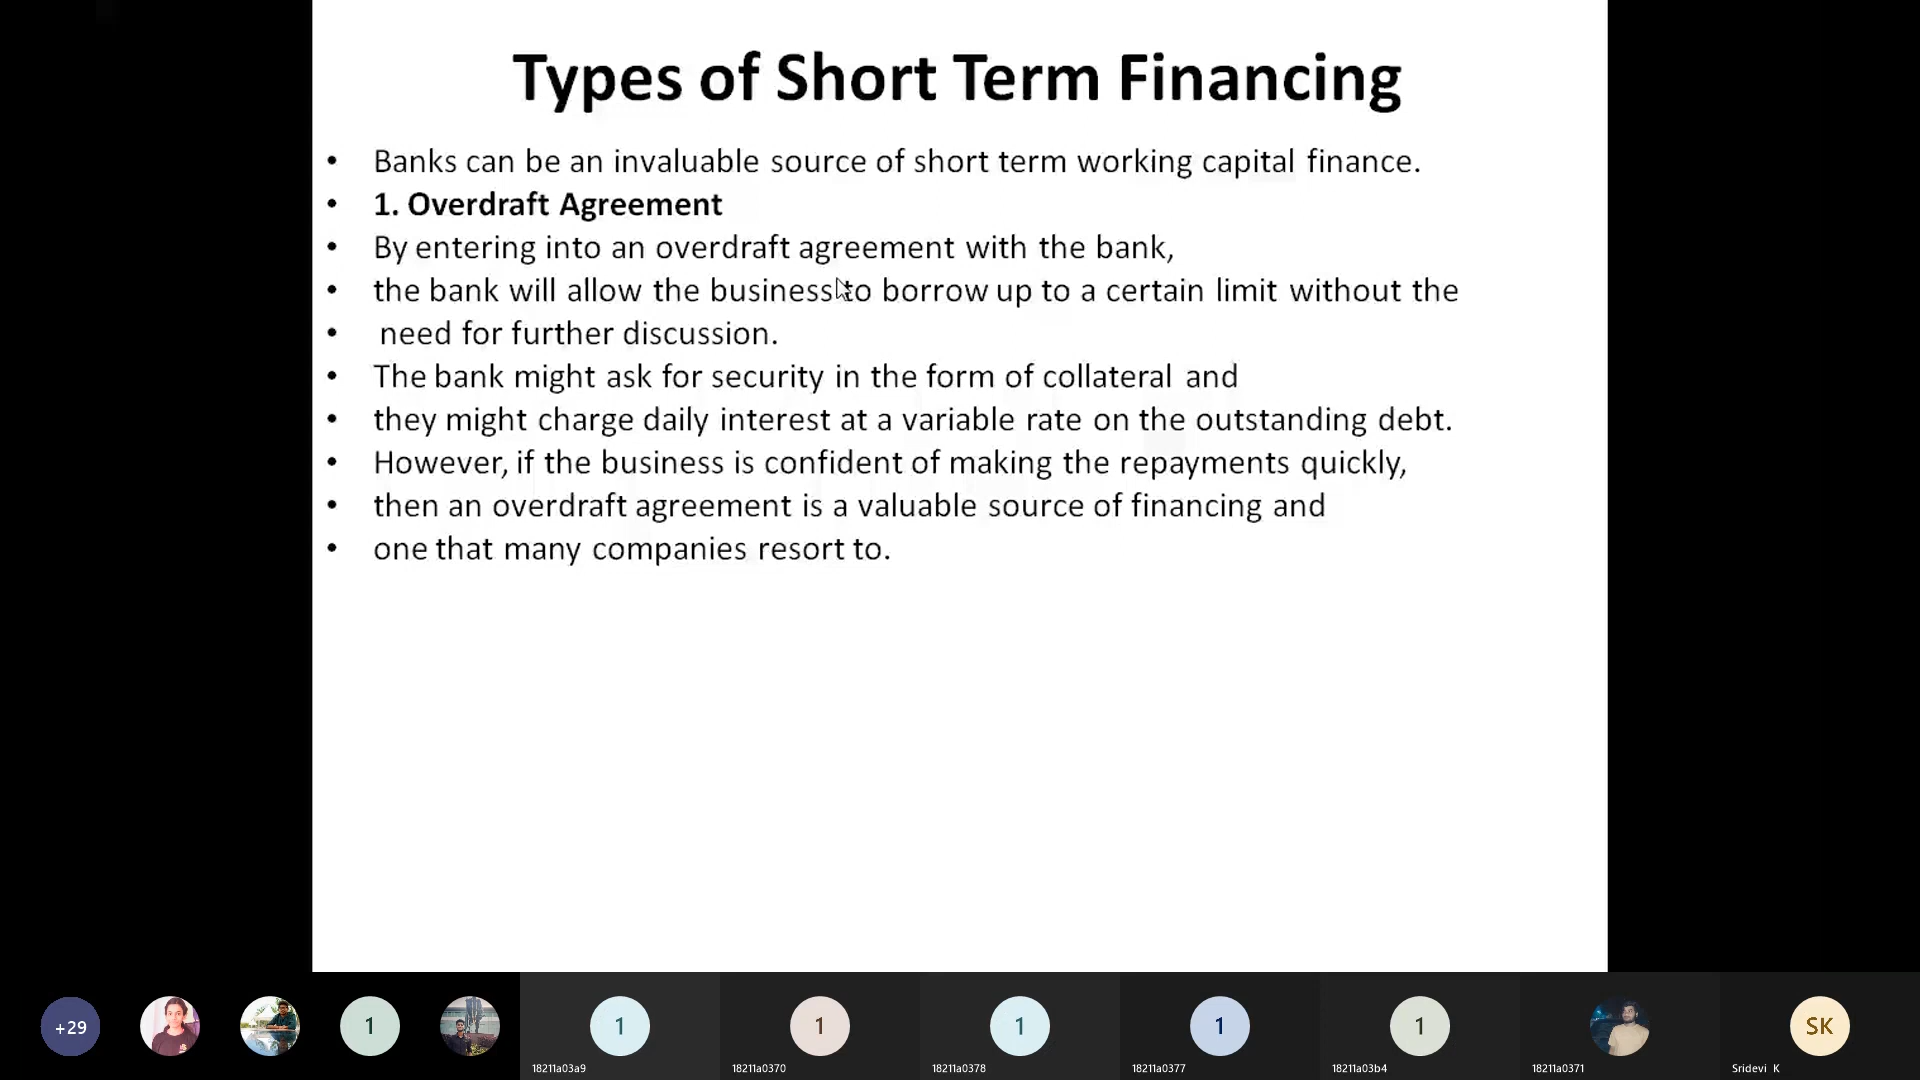 Types of Short Term Financing
• Banks can be an invaluable source of short term working capital finance.
• 1. Overdraft Agreement
• By entering into an overdraft agreement with the bank,
• the bank will allow the business to borrow up to a certain limit without the
• need for further discussion.
• The bank might ask for security in the form of collateral and
• they might charge daily interest at a variable rate on the outstanding debt.
• However, if the business is confident of making the repayments quickly,
• then an overdraft agreement is a valuable source of financing and
• one that many companies resort to.
+29
1
1
1
1
1
1
SK
18211a03a9
18211a0370
18211a0378
18211a0377
18211a03b4
18211a0371
Sridevi K